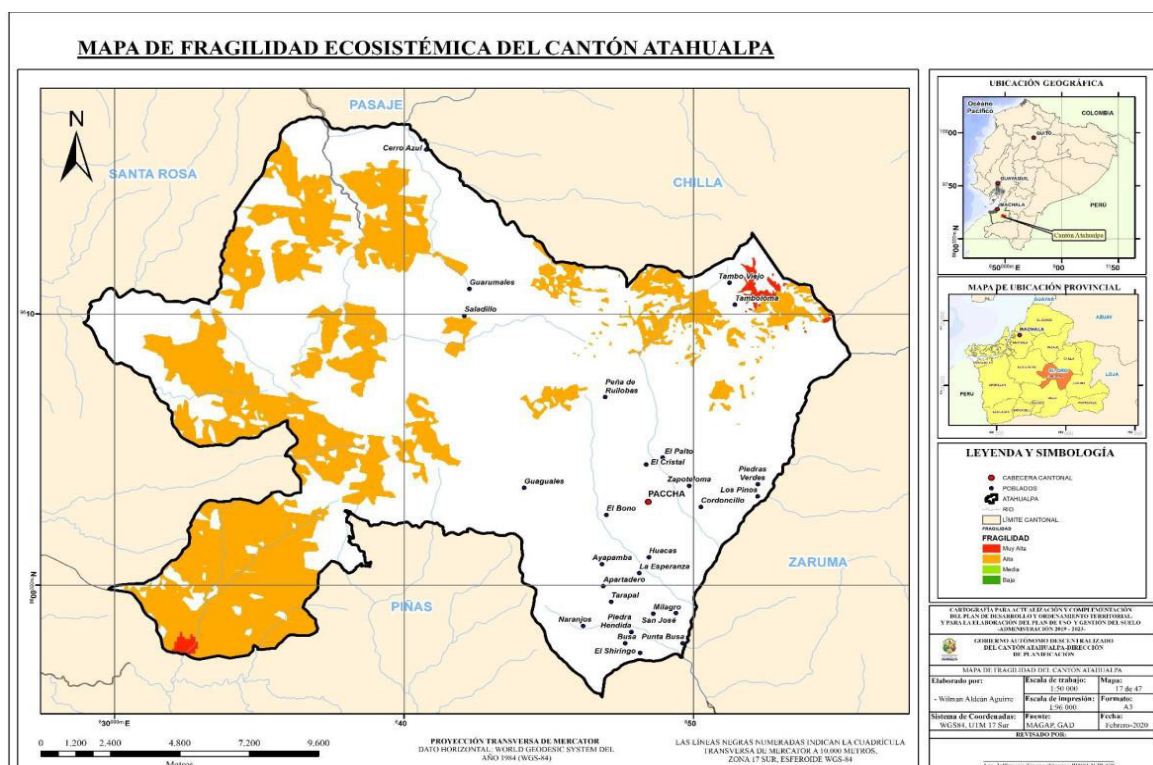 MAPA DE FRAGILIDAD ECOSISTÉMICA DEL CANTÓN ATAHUALPA
N
PASAJE
Cerro Azul
SANTA ROSA
CHILLA
Guarumales
Saladillo
Tambo Viejo
Tamboloma
Peña de
Ruilobas
El Palto
El Cristal
Guaguales
Zapoteloma
Piedras
Verdes
Los Pinos
PACCHA
Cordoncillo
El Bono
Huacas
Ayapamba
La Esperanza
Apartadero
Tarapal
ZARUMA
PIÑAS
Milagro
San José
Naranjos
Piedra
Hendida
Busa
Punta Busa
El Shiringo
0 1,200 2,400 4,800 7,200 9,600
Metros
PROYECCIÓN TRANSVERSA DE MERCATOR
DATO HORIZONTAL: WORLD GEODESIC SYSTEM DEL
AÑO 1984 (WGS-84)
LAS LÍNEAS NEGRAS NUMERADAS INDICAN LA CUADRÍCULA
TRANSVERSA DE MERCATOR A 10,000 METROS,
ZONA 17 SUR, ESFEROIDE WGS-84
UBICACIÓN GEOGRÁFICA
Océano
Pacífico
COLOMBIA
QUITO
GUAYAQUIL
MACHALA
PERÚ
Cantón Atahualpa
MAPA DE UBICACIÓN PROVINCIAL
MACHALA
AZUAY
LOJA
PERÚ
LEYENDA Y SIMBOLOGÍA
CABECERA CANTONAL
POBLADOS
ATAHUALPA
RIO
LÍMITE CANTONAL
FRAGILIDAD
FRAGILIDAD
Muy Alta
Alta
Media
Baja
CARTOGRAFÍA PARA ACTUALIZACIÓN Y COMPLEMENTACIÓN
DEL PLAN DE DESARROLLO Y ORDENAMIENTO TERRITORIAL
Y PARA LA ELABORACIÓN DEL PLAN DE USO Y GESTIÓN DEL SUELO
-ADMINISTRACIÓN 2019 - 2023-
GOBIERNO AUTÓNOMO DESCENTRALIZADO
DEL CANTÓN ATAHUALPA-DIRECCIÓN
DE PLANIFICACIÓN
MAPA DE FRAGILIDAD DEL CANTÓN ATAHUALPA
Elaborado por:
- Wilman Aldeán Aguirre
Escala de trabajo:
1:50 000
Mapa:
17 de 47
Escala de impresión:
1:96 000
Formato:
A3
Sistema de Coordenadas:
WGS84, UTM 17 Sur
Fuente:
MAGAP, GAD
Fecha:
Febrero-2020
REVISADO POR: